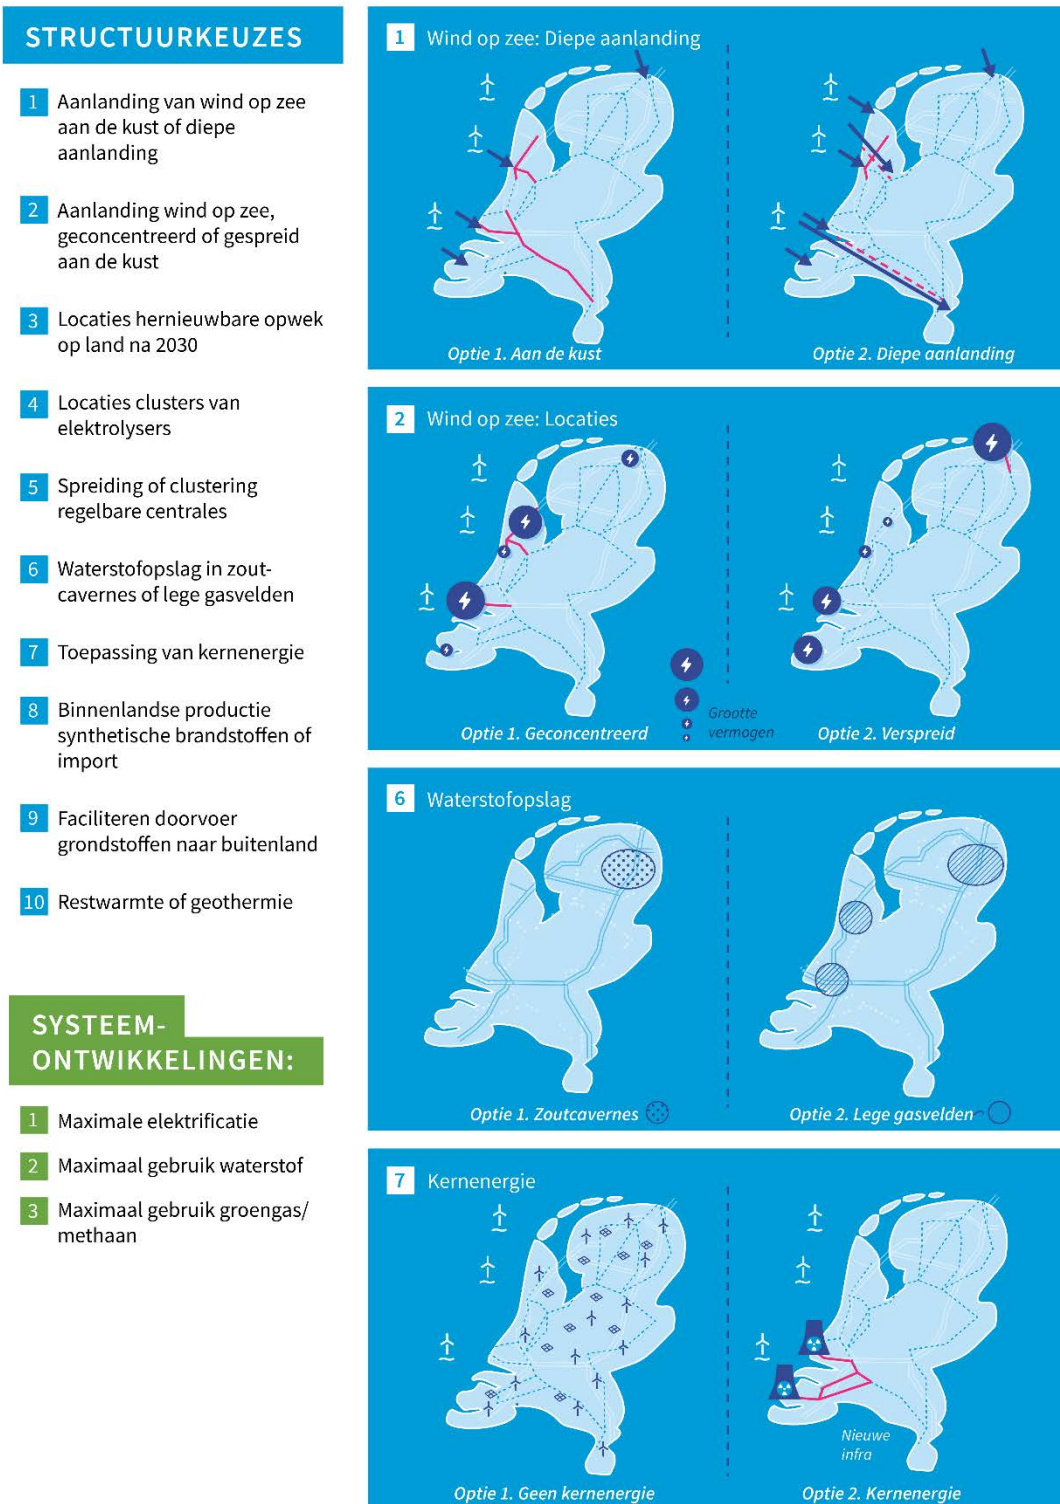 STRUCTUURKEUZES
1 Aanlanding van wind op zee
aan de kust of diepe
aanlanding
2 Aanlanding wind op zee,
geconcentreerd of gespreid
aan de kust
3 Locaties hernieuwbare opwek
op land na 2030
4 Locaties clusters van
elektrolysers
5 Spreiding of clustering
regelbare centrales
6 Waterstofopslag in zout-
cavernes of lege gasvelden
7 Toepassing van kernenergie
8 Binnenlandse productie
synthetische brandstoffen of
import
9 Faciliteren doorvoer
grondstoffen naar buitenland
10 Restwarmte of geothermie
SYSTEEM-
ONTWIKKELINGEN:
1 Maximale elektrificatie
2 Maximaal gebruik waterstof
3 Maximaal gebruik groengas/
methaan
1 Wind op zee: Diepe aanlanding
Optie 1. Aan de kust
Optie 2. Diepe aanlanding
2 Wind op zee: Locaties
Grootte
vermogen
Optie 1. Geconcentreerd
Optie 2. Verspreid
6 Waterstofopslag
Optie 1. Zoutcavernes
Optie 2. Lege gasvelden
7 Kernenergie
Nieuwe
infra
Optie 1. Geen kernenergie
Optie 2. Kernenergie